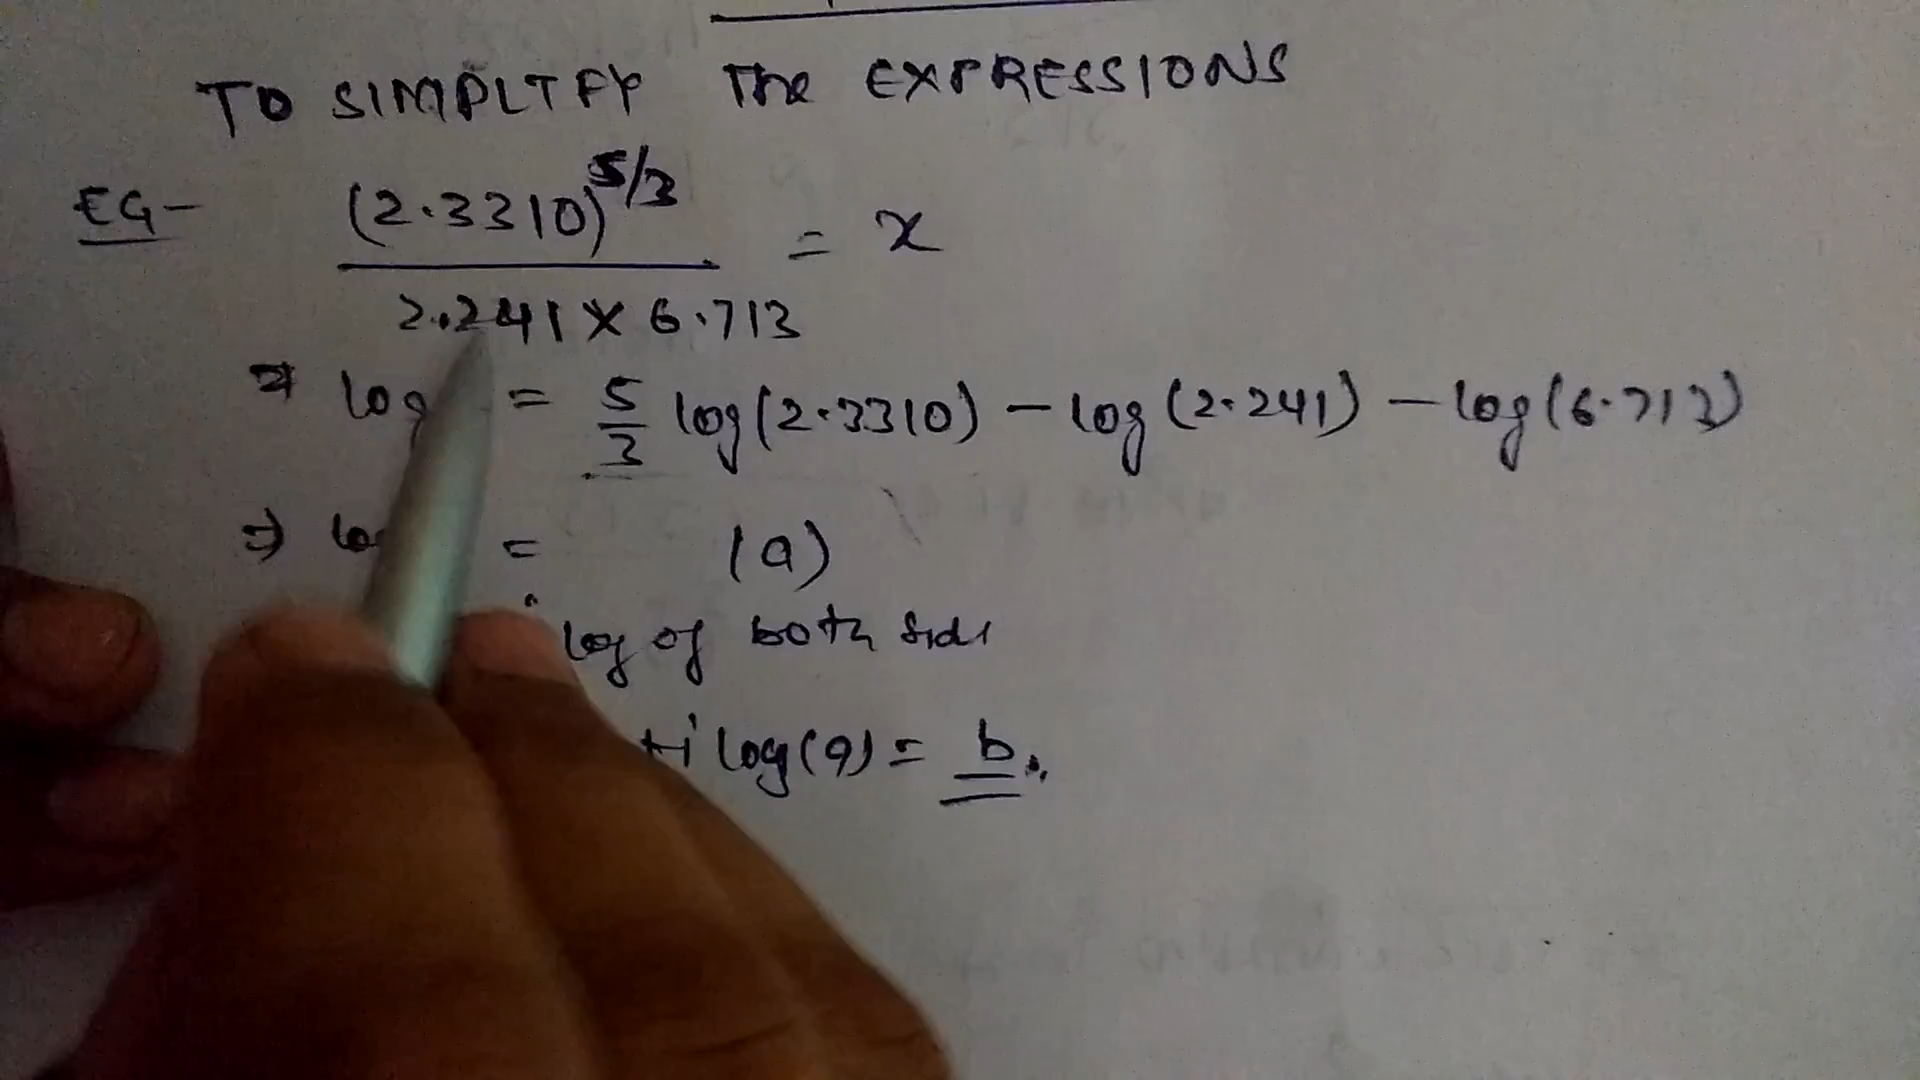 TO SIMPLIFY The EXPRESSIONS
EG- (2.3310)^5/3 = x
2.241 × 6.713
⇒ log = 5/3 log(2.3310) - log(2.241) - log(6.713)
⇒ = (a)
log of both side
log(a) = b.